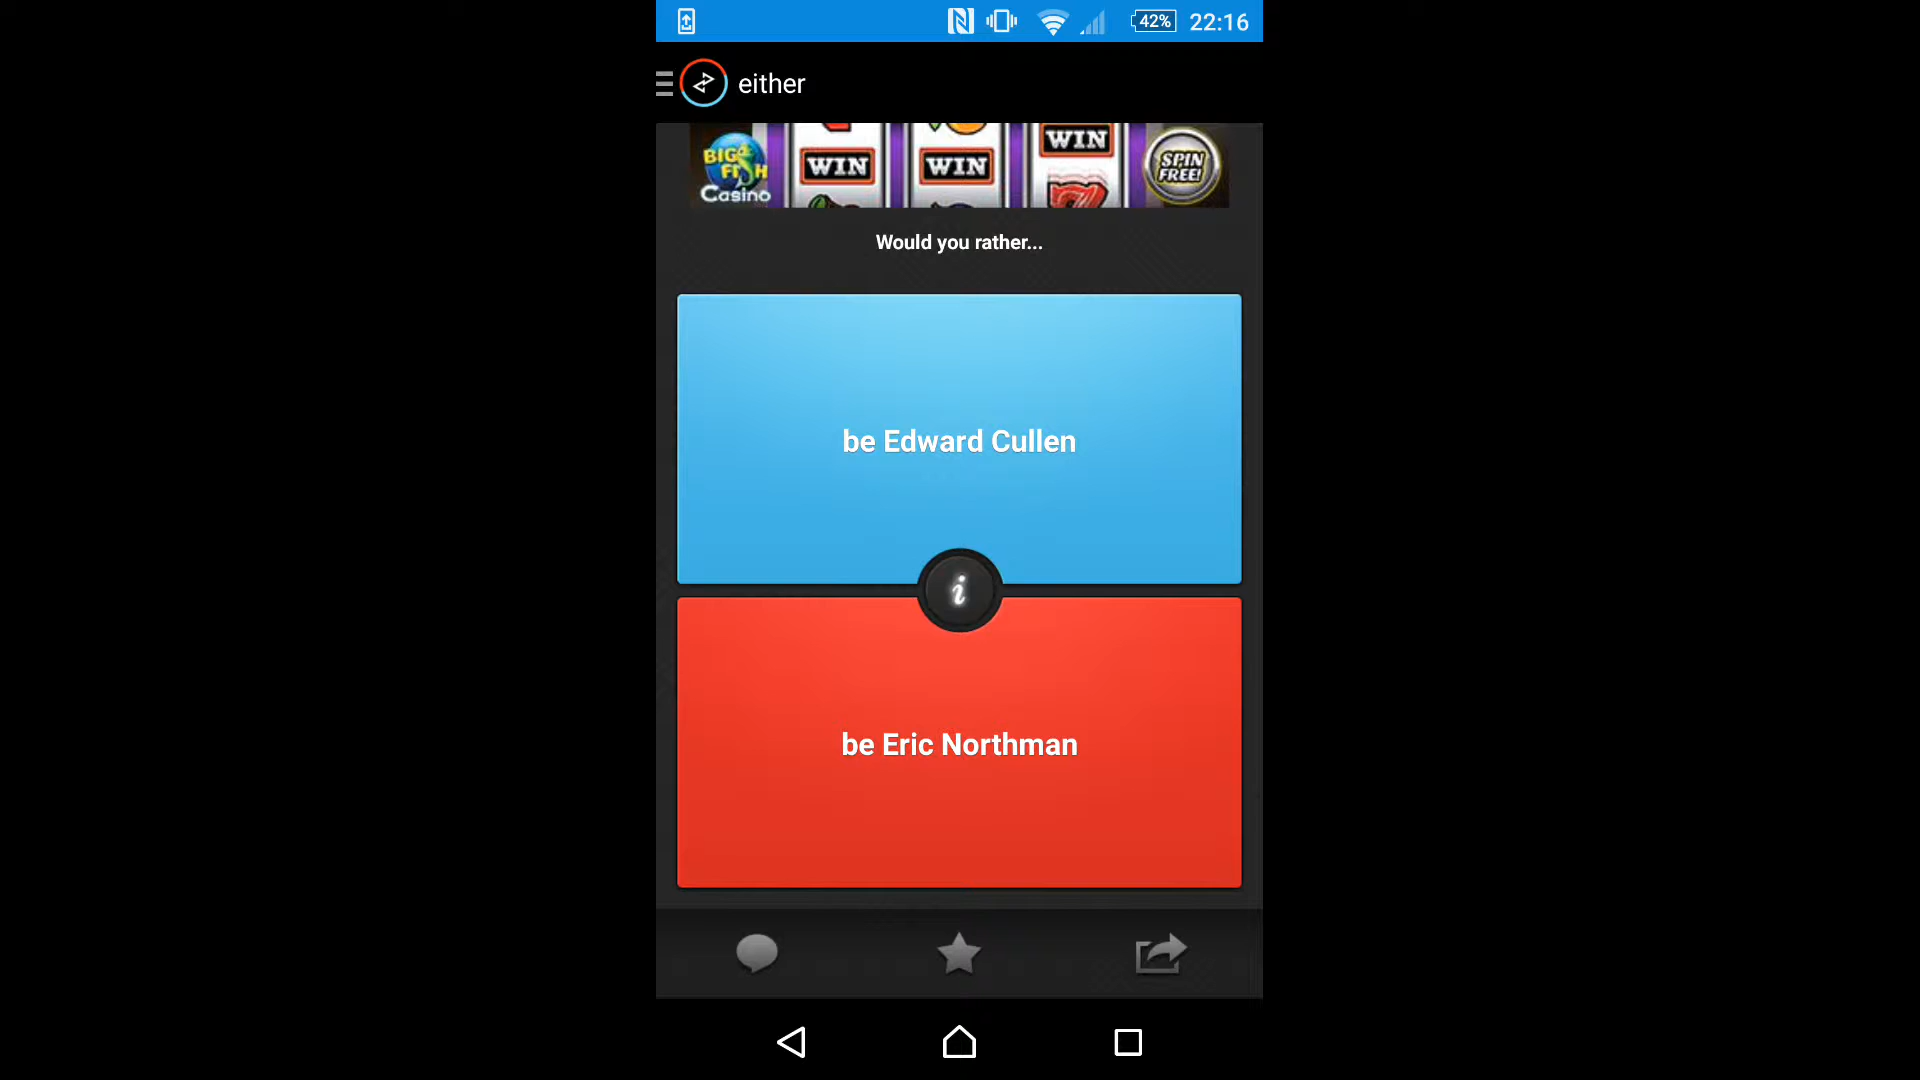 42% 22:16
either
BIG FISH Casino
WIN WIN WIN
7
SPIN FREE!
Would you rather...
be Edward Cullen
i
be Eric Northman